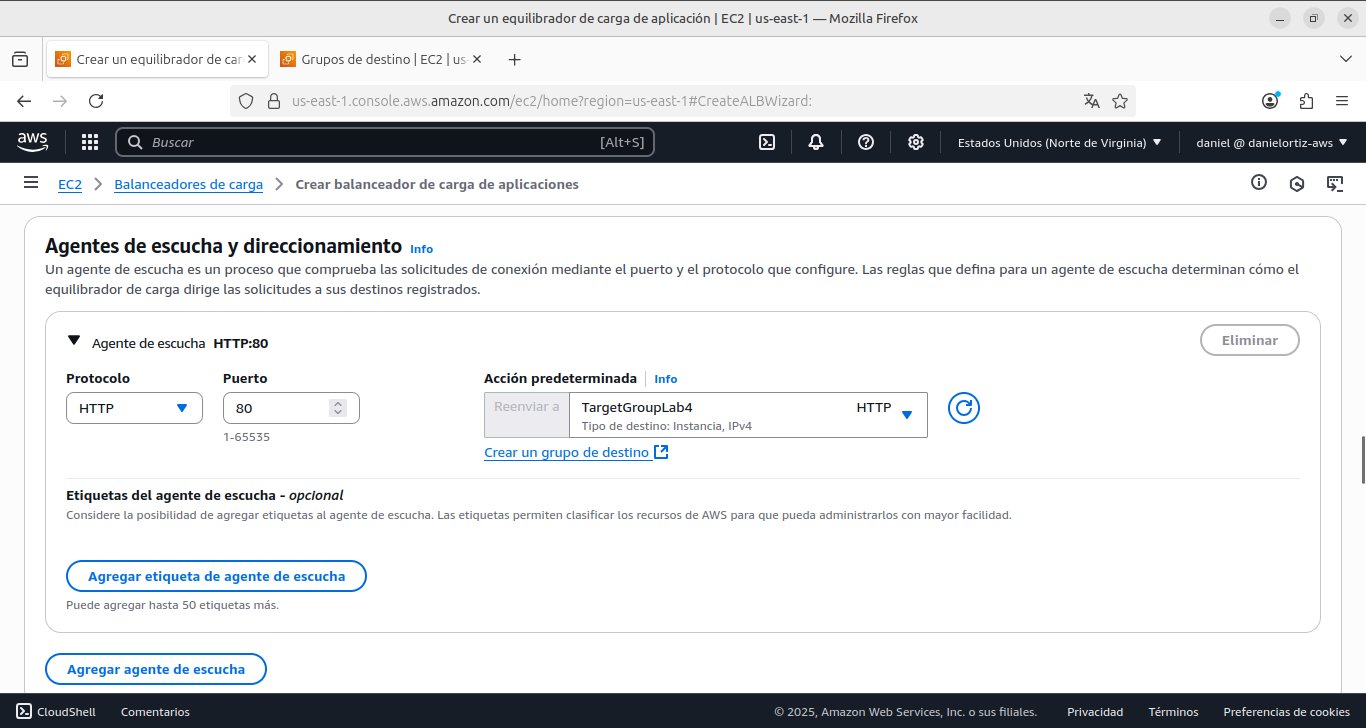 Crear un equilibrador de carga de aplicación | EC2 | us-east-1 — Mozilla Firefox
Crear un equilibrador de car
Grupos de destino | EC2 | us-
us-east-1.console.aws.amazon.com/ec2/home?region=us-east-1#CreateALBWizard:
aws
Buscar
[Alt+S]
Estados Unidos (Norte de Virginia)
daniel @ danielortiz-aws
EC2
Balanceadores de carga
Crear balanceador de carga de aplicaciones
Agentes de escucha y direccionamiento Info
Un agente de escucha es un proceso que comprueba las solicitudes de conexión mediante el puerto y el protocolo que configure. Las reglas que defina para un agente de escucha determinan cómo el
equilibrador de carga dirige las solicitudes a sus destinos registrados.
Agente de escucha HTTP:80
Eliminar
Protocolo
Puerto
Acción predeterminada
Info
HTTP
80
Reenviar a
TargetGroupLab4
HTTP
Tipo de destino: Instancia, IPv4
1-65535
Crear un grupo de destino
Etiquetas del agente de escucha - opcional
Considere la posibilidad de agregar etiquetas al agente de escucha. Las etiquetas permiten clasificar los recursos de AWS para que pueda administrarlos con mayor facilidad.
Agregar etiqueta de agente de escucha
Puede agregar hasta 50 etiquetas más.
Agregar agente de escucha
CloudShell
Comentarios
© 2025, Amazon Web Services, Inc. o sus filiales.
Privacidad
Términos
Preferencias de cookies